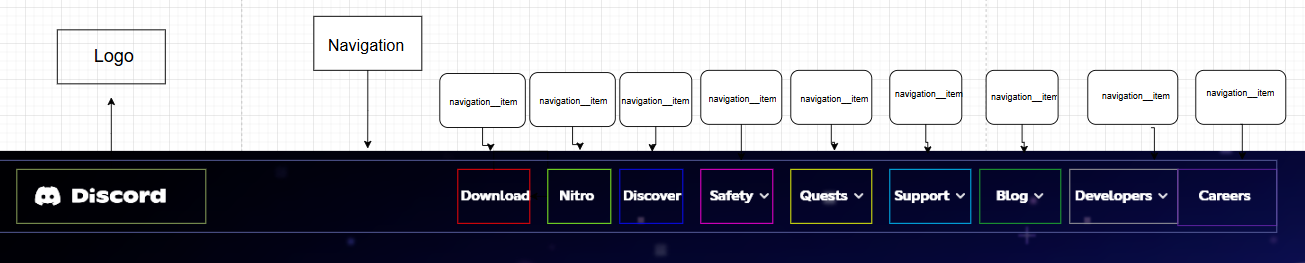 Logo
Navigation
navigation__item
navigation__item
navigation__item
navigation__item
navigation__item
navigation__item
navigation__item
navigation__item
navigation__item
Discord
Download
Nitro
Discover
Safety
Quests
Support
Blog
Developers
Careers